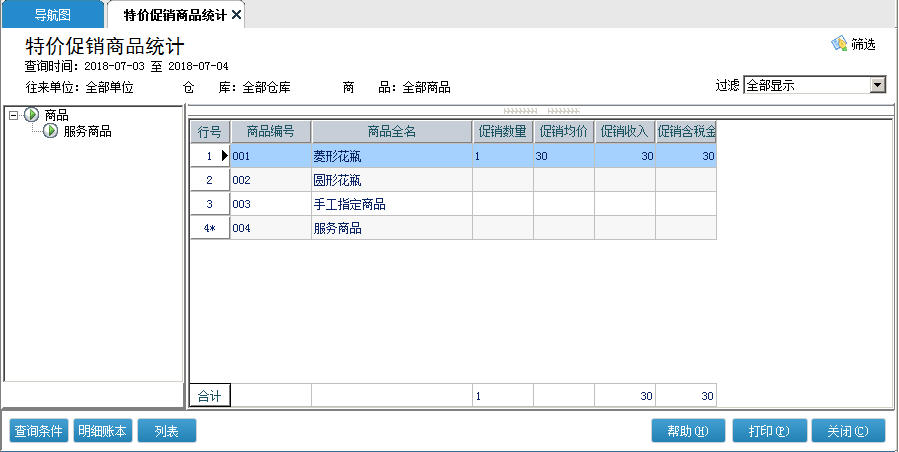 导航图 特价促销商品统计
特价促销商品统计
筛选
查询时间: 2018-07-03 至 2018-07-04
往来单位: 全部单位 仓 库: 全部仓库 商 品: 全部商品
过滤 全部显示
商品
服务商品
行号 商品编号 商品全名 促销数量 促销均价 促销收入 促销含税金
1 001 菱形花瓶 1 30 30 30
2 002 圆形花瓶
3 003 手工指定商品
4* 004 服务商品
合计 1 30 30
查询条件 明细账本 列表 帮助(H) 打印(P) 关闭(C)